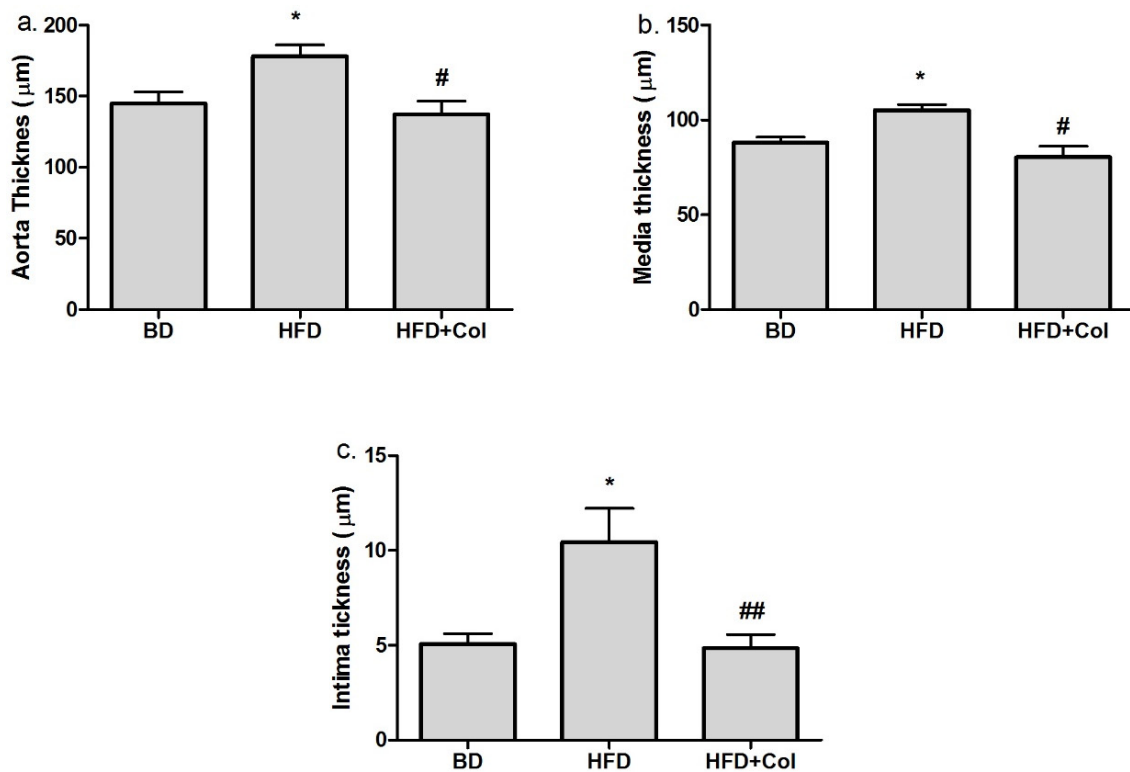 a.
Aorta Thicknes (μm)
200
150
100
50
0
*
#
BD HFD HFD+Col
b.
Media thickness (μm)
150
100
50
0
*
#
BD HFD HFD+Col
c.
Intima tickness (μm)
15
10
5
0
*
##
BD HFD HFD+Col